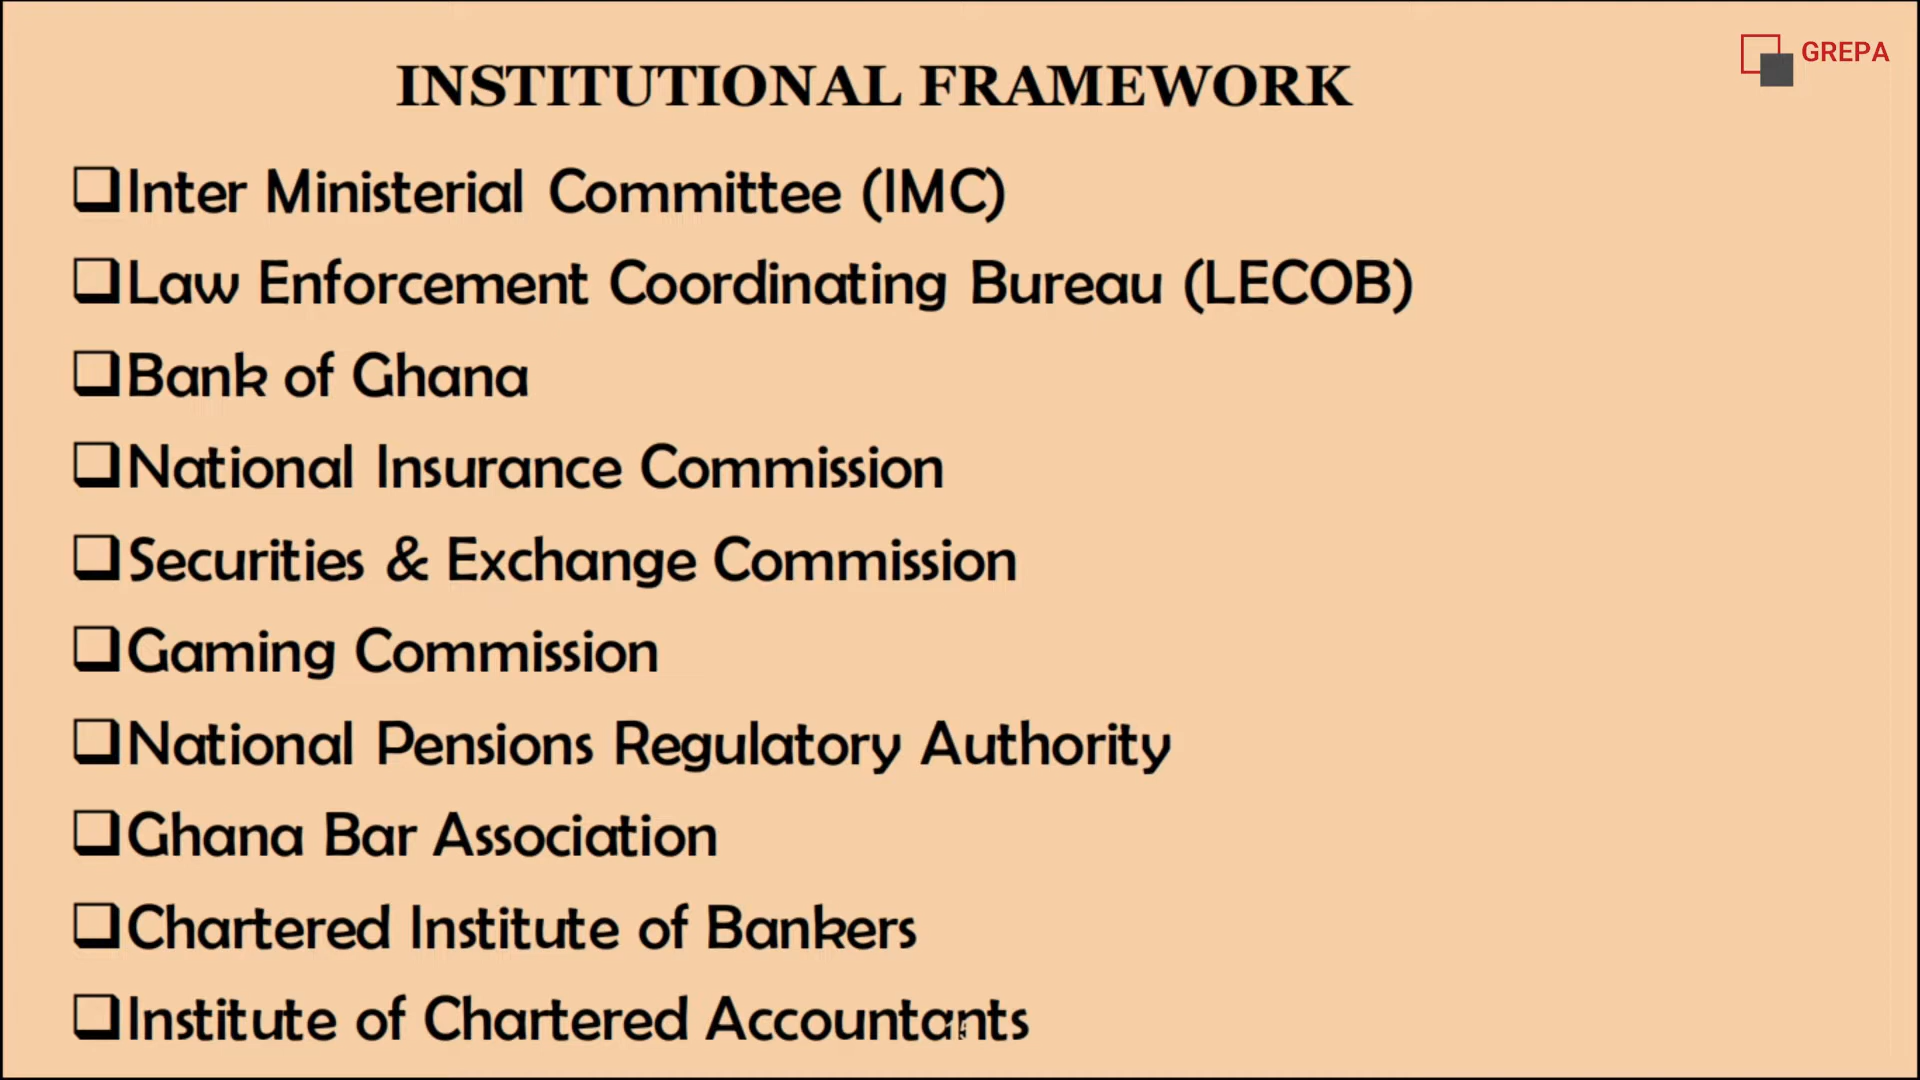 GREPA
INSTITUTIONAL FRAMEWORK
❑Inter Ministerial Committee (IMC)
❑Law Enforcement Coordinating Bureau (LECOB)
❑Bank of Ghana
❑National Insurance Commission
❑Securities & Exchange Commission
❑Gaming Commission
❑National Pensions Regulatory Authority
❑Ghana Bar Association
❑Chartered Institute of Bankers
❑Institute of Chartered Accountants